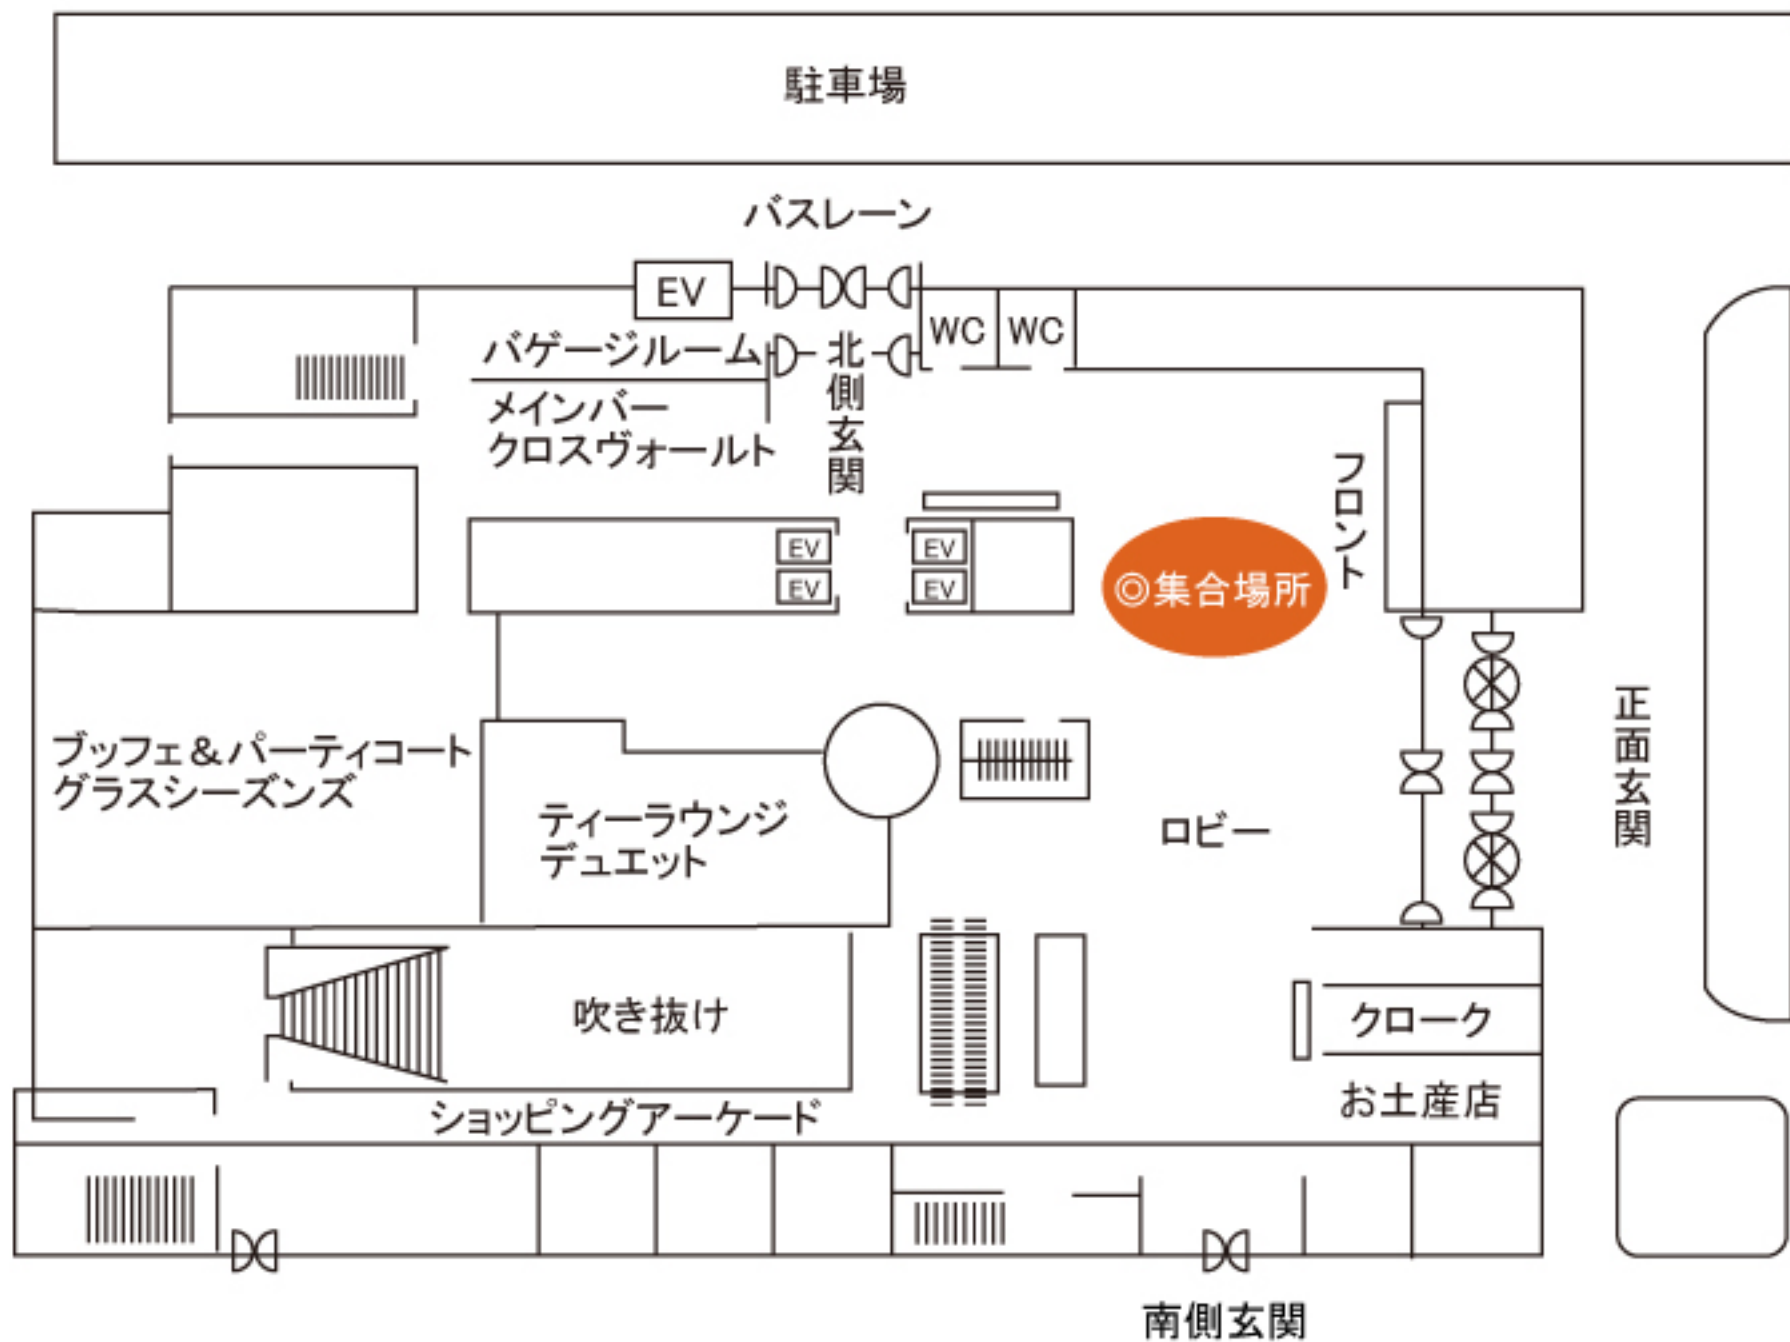 駐車場
バスレーン
EV
WC
WC
バゲージルーム
北側玄関
メインバー
クロスヴォールト
フロント
EV
EV
EV
EV
◎集合場所
正面玄関
ブッフェ&パーティコート
グラスシーズンズ
ティーラウンジ
デュエット
ロビー
吹き抜け
クローク
お土産店
ショッピングアーケード
南側玄関